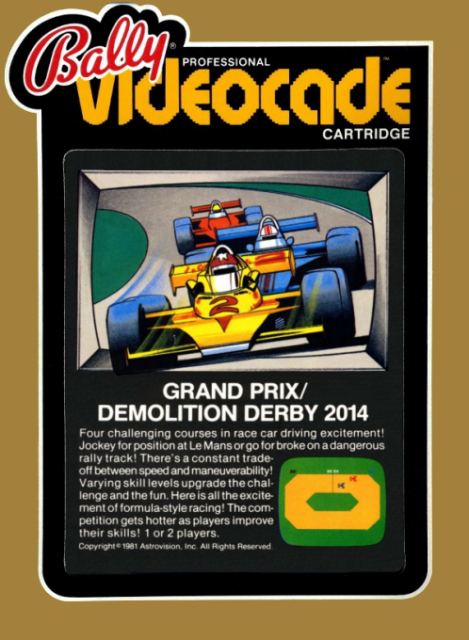 Bally®
PROFESSIONAL
Videocade™
CARTRIDGE
2
GRAND PRIX/
DEMOLITION DERBY 2014
Four challenging courses in race car driving excitement!
Jockey for position at Le Mans or go for broke on a dangerous
rally track! There's a constant trade-
off between speed and maneuverability!
Varying skill levels upgrade the chal-
lenge and the fun. Here is all the excite-
ment of formula-style racing! The com-
petition gets hotter as players improve
their skills! 1 or 2 players.
Copyright © 1981 Astrovision, Inc. All Rights Reserved.